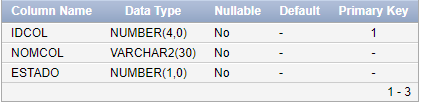 Column Name Data Type Nullable Default Primary Key
IDCOL NUMBER(4,0) No - 1
NOMCOL VARCHAR2(30) No - -
ESTADO NUMBER(1,0) No - -
1 - 3